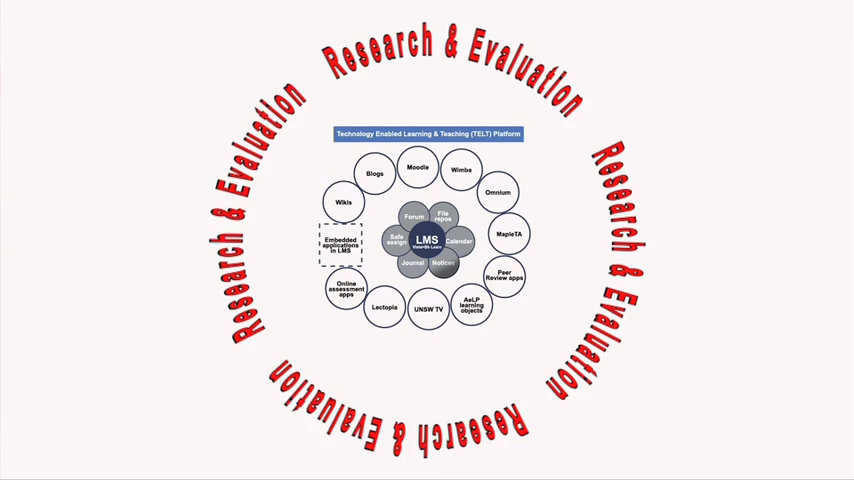 Research & Evaluation
Research & Evaluation
Research & Evaluation
Research & Evaluation
Technology Enabled Learning & Teaching (TELT) Platform
Moodle
Wimba
Omnium
MapleTA
Peer
Review apps
AeLP
learning
objects
UNSW TV
Lectopia
Online
assessment
apps
Embedded
applications
in LMS
Wikis
Blogs
Forum
File
repos
Calendar
Notices
Journal
Safe
assign
LMS